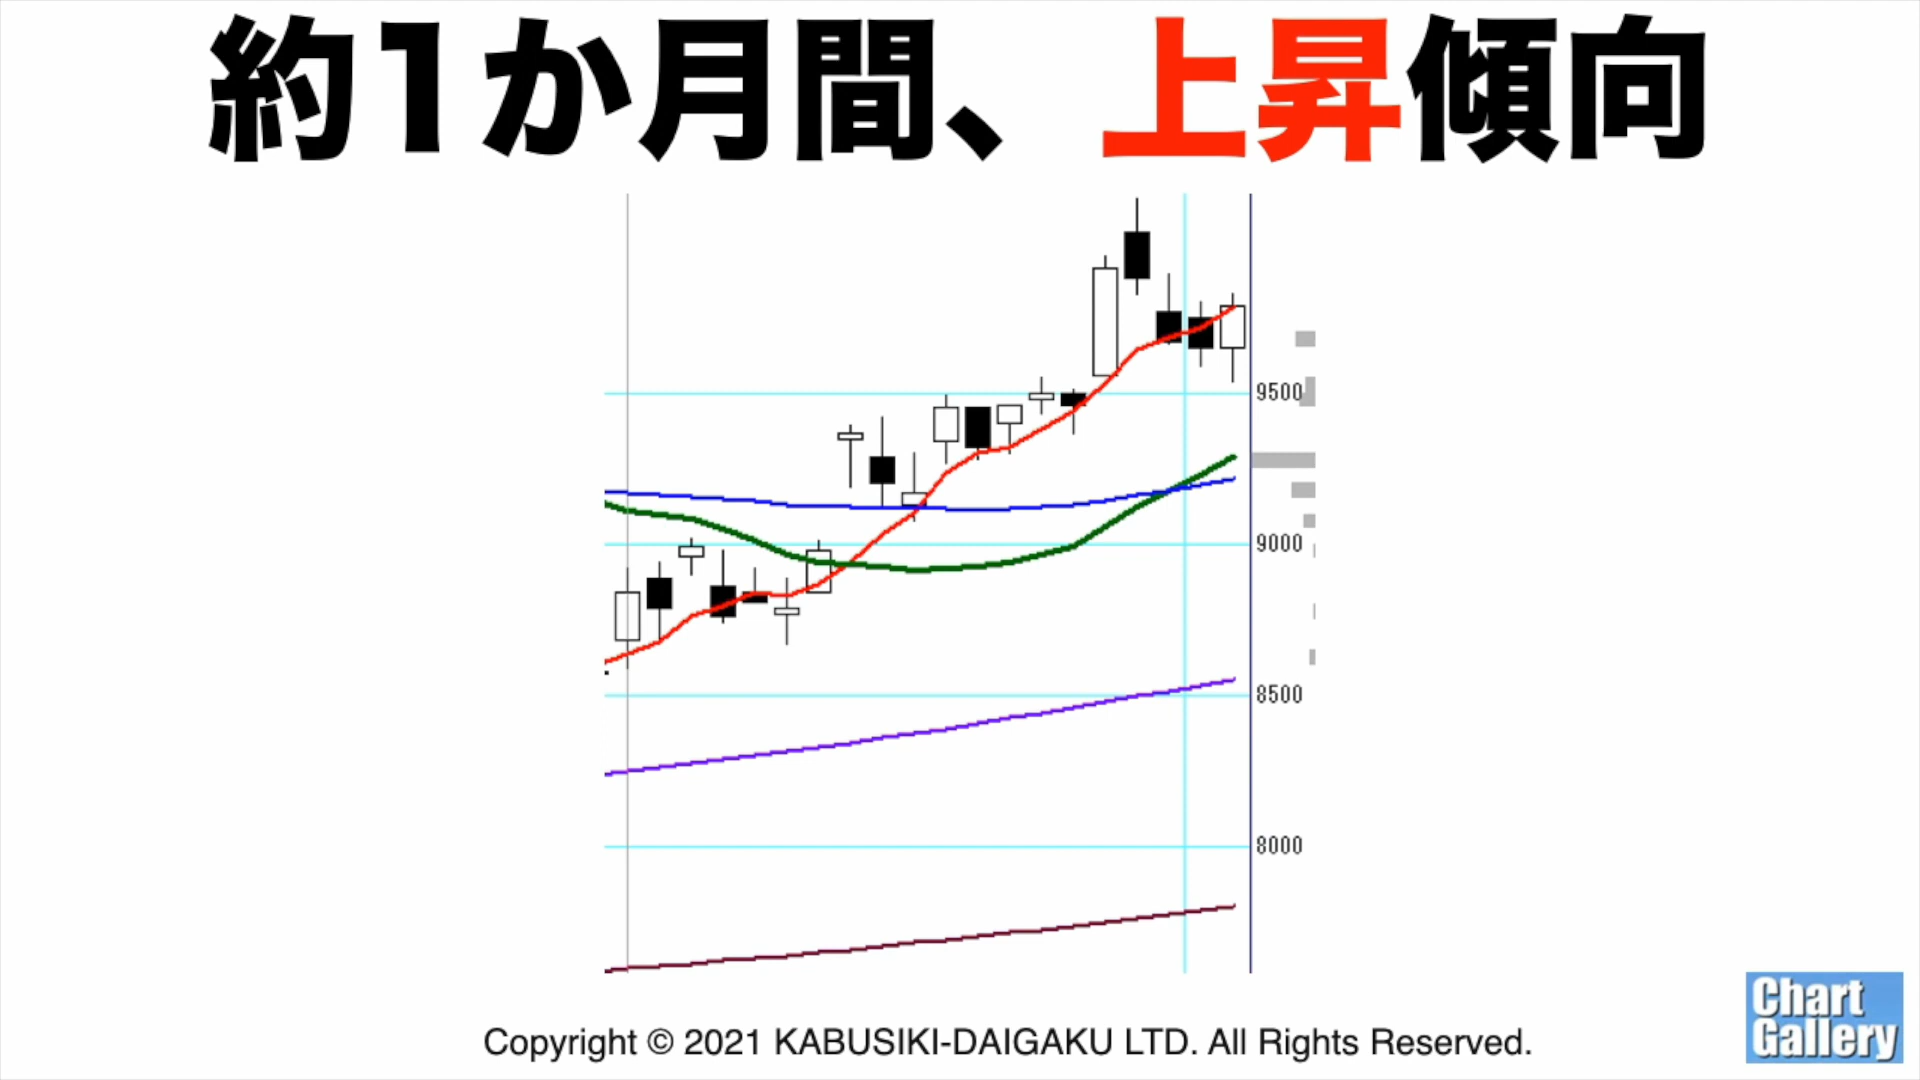 約1か月間、上昇傾向
9500
9000
8500
8000
Copyright © 2021 KABUSIKI-DAIGAKU LTD. All Rights Reserved.
Chart
Gallery